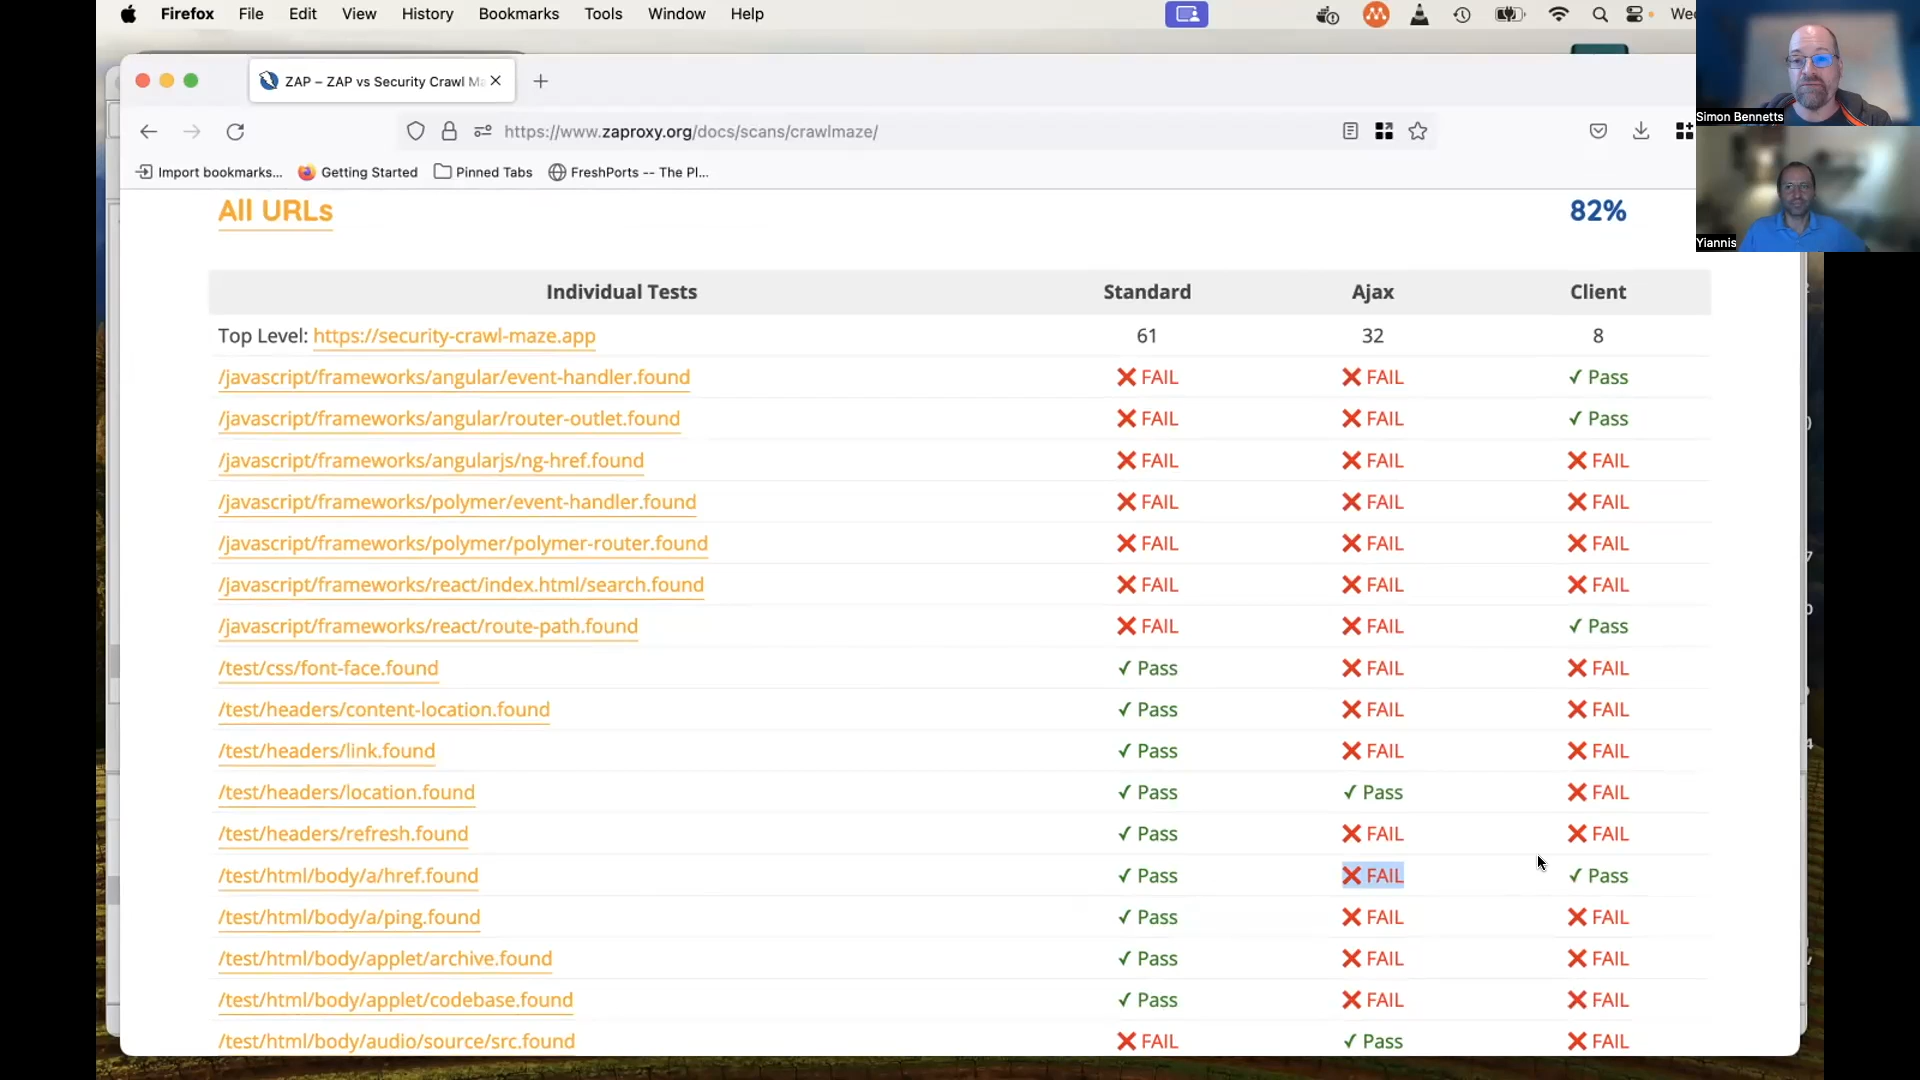 Firefox File Edit View History Bookmarks Tools Window Help
Simon Bennetts
ZAP – ZAP vs Security Crawl
https://www.zaproxy.org/docs/scans/crawlmaze/
Import bookmarks... Getting Started Pinned Tabs FreshPorts -- The Pl...
Yiannis
All URLs 82%
Individual Tests Standard Ajax Client
Top Level: https://security-crawl-maze.app 61 32 8
/javascript/frameworks/angular/event-handler.found ❌ FAIL ❌ FAIL ✓ Pass
/javascript/frameworks/angular/router-outlet.found ❌ FAIL ❌ FAIL ✓ Pass
/javascript/frameworks/angularjs/ng-href.found ❌ FAIL ❌ FAIL ❌ FAIL
/javascript/frameworks/polymer/event-handler.found ❌ FAIL ❌ FAIL ❌ FAIL
/javascript/frameworks/polymer/polymer-router.found ❌ FAIL ❌ FAIL ❌ FAIL
/javascript/frameworks/react/index.html/search.found ❌ FAIL ❌ FAIL ❌ FAIL
/javascript/frameworks/react/route-path.found ❌ FAIL ❌ FAIL ✓ Pass
/test/css/font-face.found ✓ Pass ❌ FAIL ❌ FAIL
/test/headers/content-location.found ✓ Pass ❌ FAIL ❌ FAIL
/test/headers/link.found ✓ Pass ❌ FAIL ❌ FAIL
/test/headers/location.found ✓ Pass ✓ Pass ❌ FAIL
/test/headers/refresh.found ✓ Pass ❌ FAIL ❌ FAIL
/test/html/body/a/href.found ✓ Pass ❌ FAIL ✓ Pass
/test/html/body/a/ping.found ✓ Pass ❌ FAIL ❌ FAIL
/test/html/body/applet/archive.found ✓ Pass ❌ FAIL ❌ FAIL
/test/html/body/applet/codebase.found ✓ Pass ❌ FAIL ❌ FAIL
/test/html/body/audio/source/src.found ❌ FAIL ✓ Pass ❌ FAIL